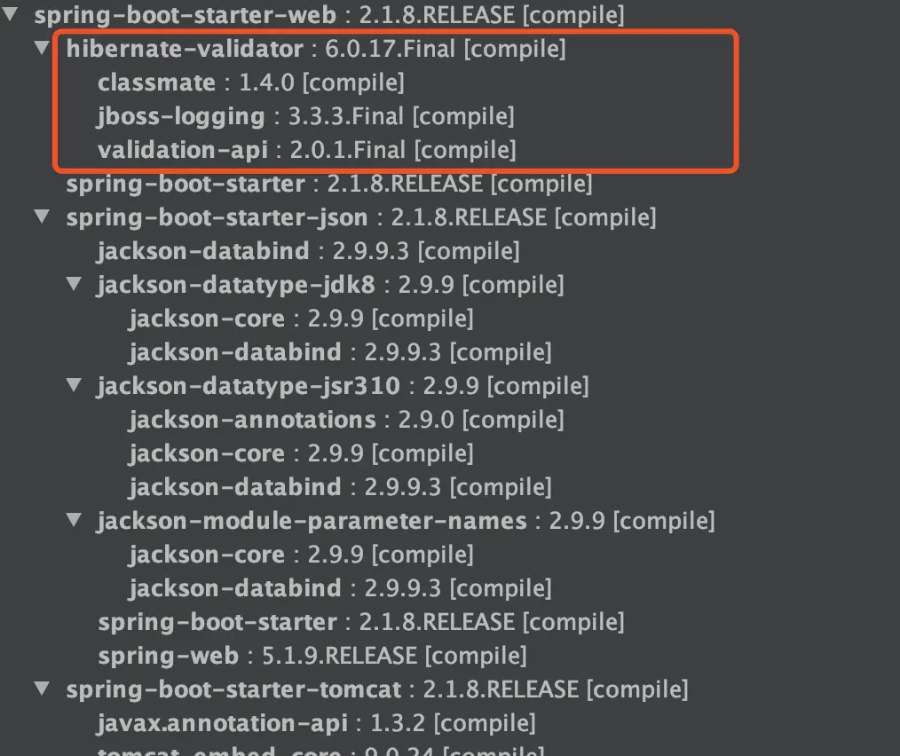 spring-boot-starter-web : 2.1.8.RELEASE [compile]
hibernate-validator : 6.0.17.Final [compile]
classmate : 1.4.0 [compile]
jboss-logging : 3.3.3.Final [compile]
validation-api : 2.0.1.Final [compile]
spring-boot-starter : 2.1.8.RELEASE [compile]
spring-boot-starter-json : 2.1.8.RELEASE [compile]
jackson-databind : 2.9.9.3 [compile]
jackson-datatype-jdk8 : 2.9.9 [compile]
jackson-core : 2.9.9 [compile]
jackson-databind : 2.9.9.3 [compile]
jackson-datatype-jsr310 : 2.9.9 [compile]
jackson-annotations : 2.9.0 [compile]
jackson-core : 2.9.9 [compile]
jackson-databind : 2.9.9.3 [compile]
jackson-module-parameter-names : 2.9.9 [compile]
jackson-core : 2.9.9 [compile]
jackson-databind : 2.9.9.3 [compile]
spring-boot-starter : 2.1.8.RELEASE [compile]
spring-web : 5.1.9.RELEASE [compile]
spring-boot-starter-tomcat : 2.1.8.RELEASE [compile]
javax.annotation-api : 1.3.2 [compile]
tomcat-embed-core : 9.0.24 [compile]